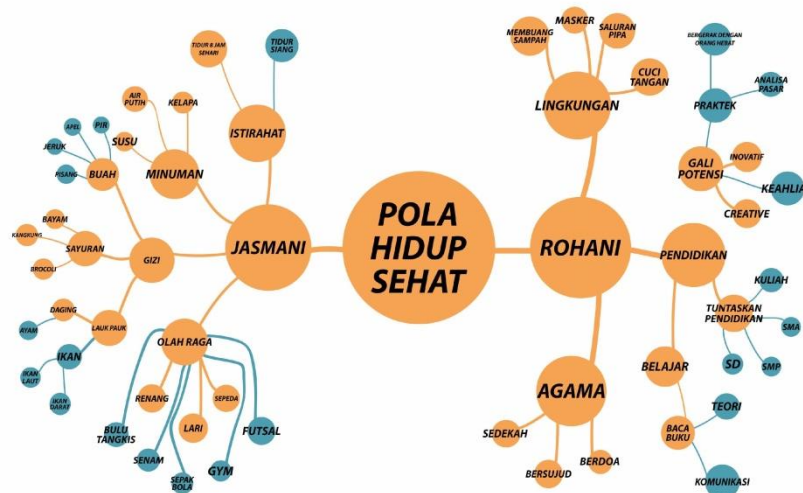 POLA
HIDUP
SEHAT
JASMANI
ISTIRAHAT
TIDUR 8 JAM
SEHARI
TIDUR
SIANG
MINUMAN
SUSU
AIR
PUTIH
KELAPA
GIZI
BUAH
PISANG
JERUK
APEL
PIR
SAYURAN
BAYAM
KANGKUNG
BROCOLI
LAUK PAUK
DAGING
AYAM
IKAN
IKAN
LAUT
IKAN
DARAT
OLAH RAGA
RENANG
BULU
TANGKIS
SENAM
LARI
SEPAK
BOLA
GYM
SEPEDA
FUTSAL
ROHANI
LINGKUNGAN
MEMBUANG
SAMPAH
MASKER
SALURAN
PIPA
CUCI
TANGAN
PENDIDIKAN
TUNTASKAN
PENDIDIKAN
KULIAH
SMA
SMP
SD
BELAJAR
BACA
BUKU
TEORI
KOMUNIKASI
AGAMA
SEDEKAH
BERSUJUD
BERDOA
GALI
POTENSI
PRAKTEK
BERGERAK DENGAN
ORANG HEBAT
ANALISA
PASAR
INOVATIF
KEAHLIA
CREATIVE